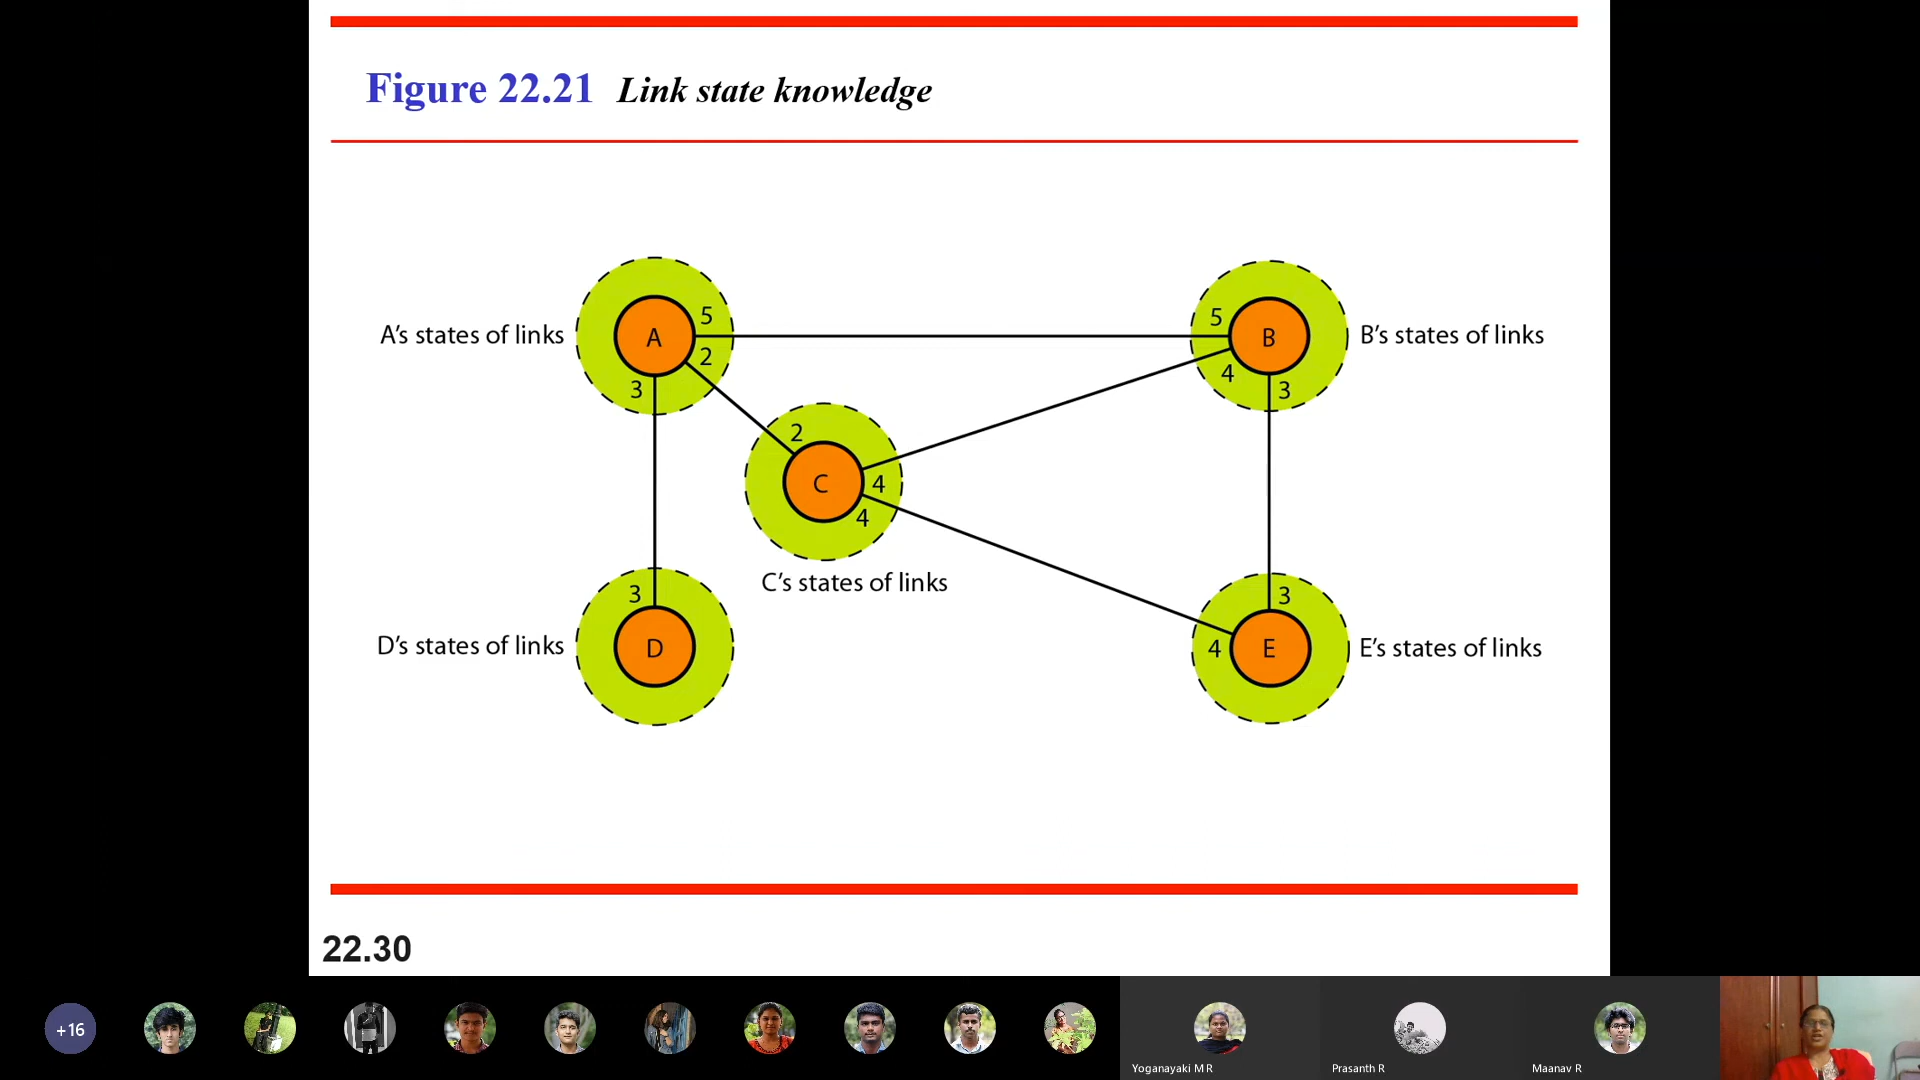 Figure 22.21 Link state knowledge
A's states of links
A
5
2
3
5
4
3
B
B's states of links
2
C
4
4
C's states of links
D's states of links
3
D
3
4
E
E's states of links
22.30
+16
Yoganayaki M R
Prasanth R
Maanav R